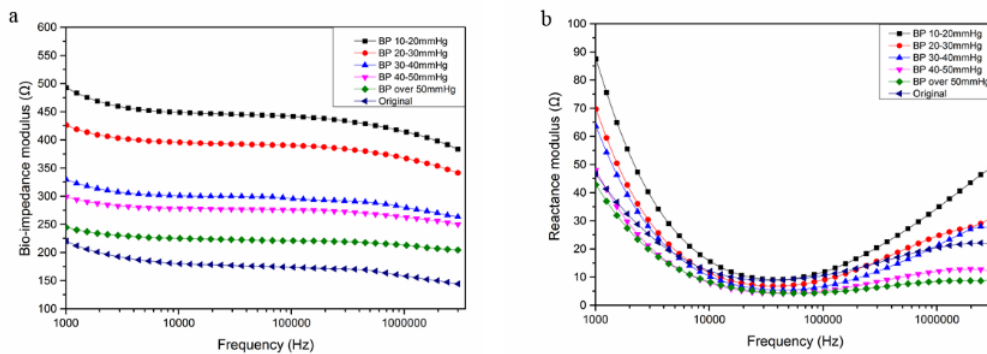 a
600
550
500
450
400
350
300
250
200
150
100
Bio-impedance modulus (Ω)
1000
10000
100000
1000000
Frequency (Hz)
BP 10-20mmHg
BP 20-30mmHg
BP 30-40mmHg
BP 40-50mmHg
BP over 50mmHg
Original
b
100
90
80
70
60
50
40
30
20
10
0
Reactance modulus (Ω)
1000
10000
100000
1000000
Frequency (Hz)
BP 10-20mmHg
BP 20-30mmHg
BP 30-40mmHg
BP 40-50mmHg
BP over 50mmHg
Original